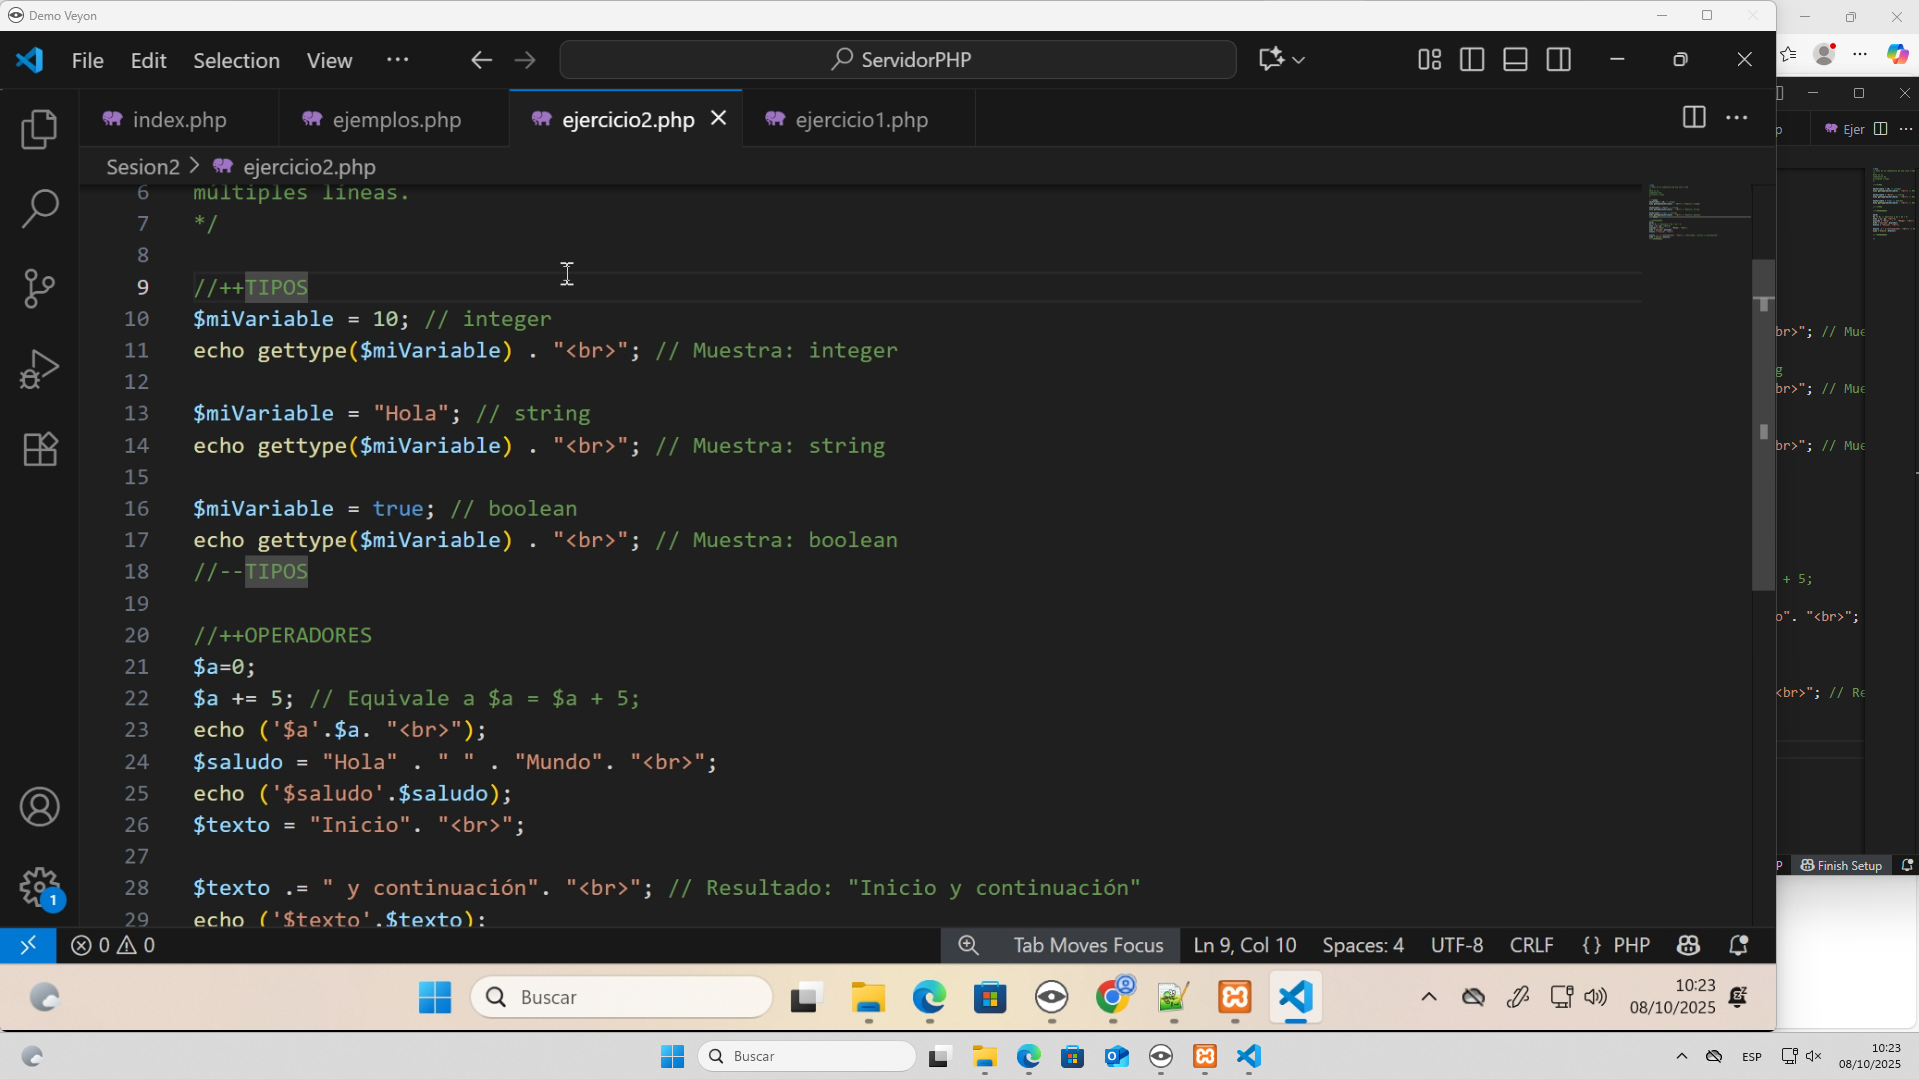 Demo Veyon
File Edit Selection View ··· ServidorPHP
index.php ejemplos.php ejercicio2.php ejercicio1.php
Sesion2 > ejercicio2.php
6 múltiples líneas.
7 */
8
9 //++TIPOS
10 $miVariable = 10; // integer
11 echo gettype($miVariable) . "<br>"; // Muestra: integer
12
13 $miVariable = "Hola"; // string
14 echo gettype($miVariable) . "<br>"; // Muestra: string
15
16 $miVariable = true; // boolean
17 echo gettype($miVariable) . "<br>"; // Muestra: boolean
18 //--TIPOS
19
20 //++OPERADORES
21 $a=0;
22 $a += 5; // Equivale a $a = $a + 5;
23 echo ('$a'.$a. "<br>");
24 $saludo = "Hola" . " " . "Mundo". "<br>";
25 echo ('$saludo'.$saludo);
26 $texto = "Inicio". "<br>";
27
28 $texto .= " y continuación". "<br>"; // Resultado: "Inicio y continuación"
29 echo ('$texto'.$texto);
1
0 0 Tab Moves Focus Ln 9, Col 10 Spaces: 4 UTF-8 CRLF {} PHP
Buscar 10:23
08/10/2025
Ejer
br>"; // Mue
g
br>"; // Mue
br>"; // Mue
+ 5;
o". "<br>";
<br>"; // Re
P Finish Setup
Buscar ESP 10:23
08/10/2025